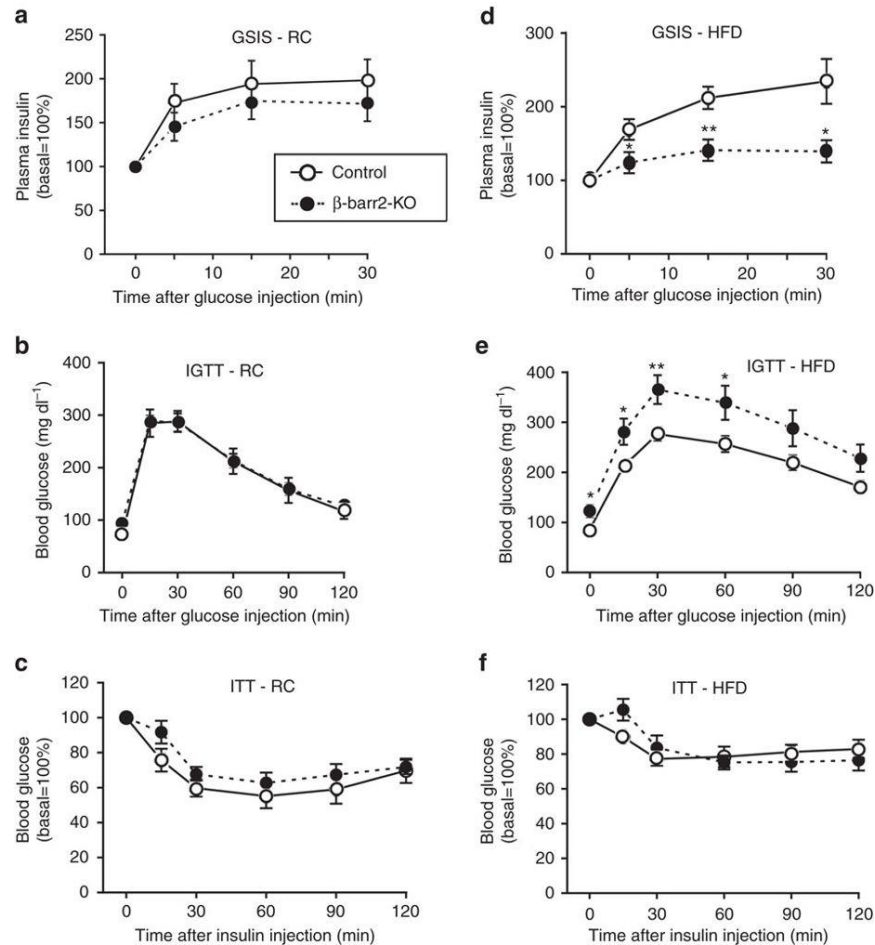 a
GSIS - RC
Plasma insulin
(basal=100%)
250
200
150
100
50
0
Control
β-barr2-KO
0 10 20 30
Time after glucose injection (min)
b
IGTT - RC
Blood glucose (mg dl⁻¹)
400
300
200
100
0
0 30 60 90 120
Time after glucose injection (min)
c
ITT - RC
Blood glucose
(basal=100%)
120
100
80
60
40
20
0
0 30 60 90 120
Time after insulin injection (min)
d
GSIS - HFD
Plasma insulin
(basal=100%)
300
200
100
0
*
**
*
0 10 20 30
Time after glucose injection (min)
e
IGTT - HFD
Blood glucose (mg dl⁻¹)
400
300
200
100
0
*
*
**
*
0 30 60 90 120
Time after glucose injection (min)
f
ITT - HFD
Blood glucose
(basal=100%)
120
100
80
60
40
20
0
0 30 60 90 120
Time after insulin injection (min)